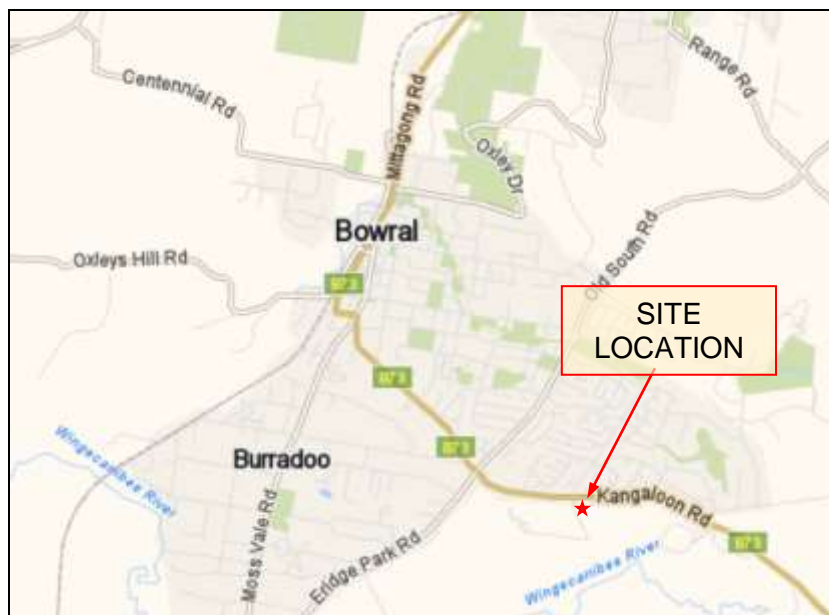 Centennial Rd
Mittagong Rd
Range Rd
Oxley Dr
Bowral
Oxleys Hill Rd
Old South Rd
B73
SITE
LOCATION
B73
B73
Burradoo
Wingecarribee River
Moss Vale Rd
Eridge Park Rd
Kangaloon Rd
B73
Wingecarribee River